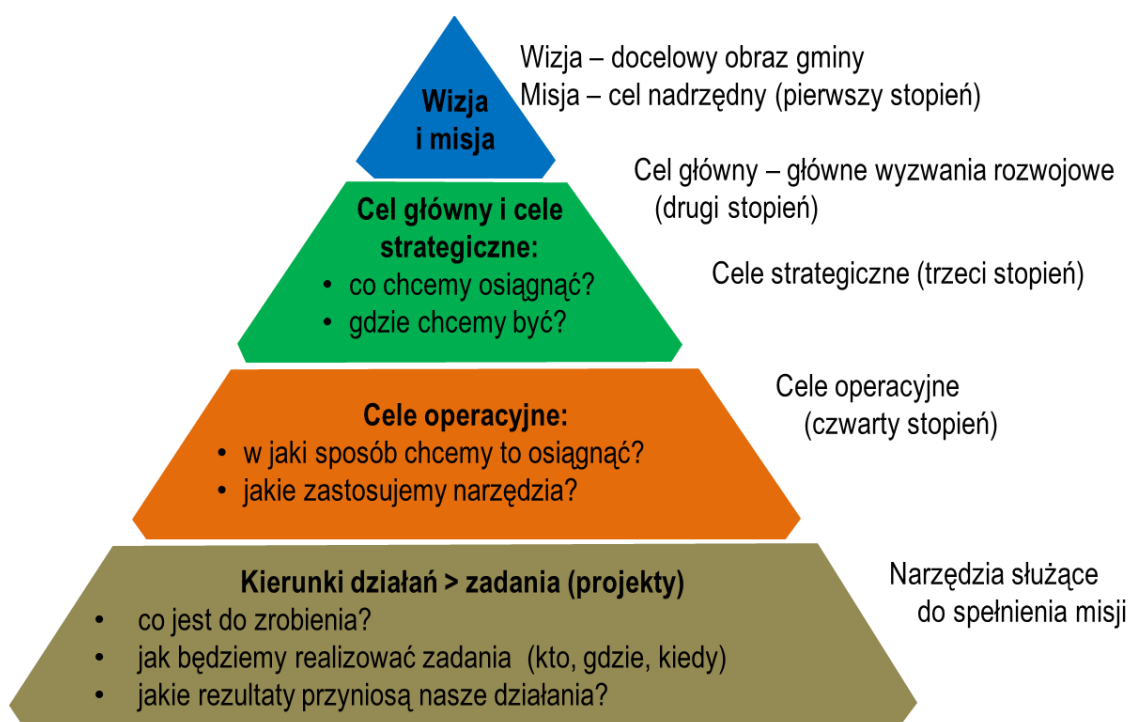 Wizja
i misja
Wizja – docelowy obraz gminy
Misja – cel nadrzędny (pierwszy stopień)
Cel główny i cele
strategiczne:
• co chcemy osiągnąć?
• gdzie chcemy być?
Cel główny – główne wyzwania rozwojowe
(drugi stopień)
Cele strategiczne (trzeci stopień)
Cele operacyjne:
• w jaki sposób chcemy to osiągnąć?
• jakie zastosujemy narzędzia?
Cele operacyjne
(czwarty stopień)
Kierunki działań > zadania (projekty)
• co jest do zrobienia?
• jak będziemy realizować zadania (kto, gdzie, kiedy)
• jakie rezultaty przyniosą nasze działania?
Narzędzia służące
do spełnienia misji